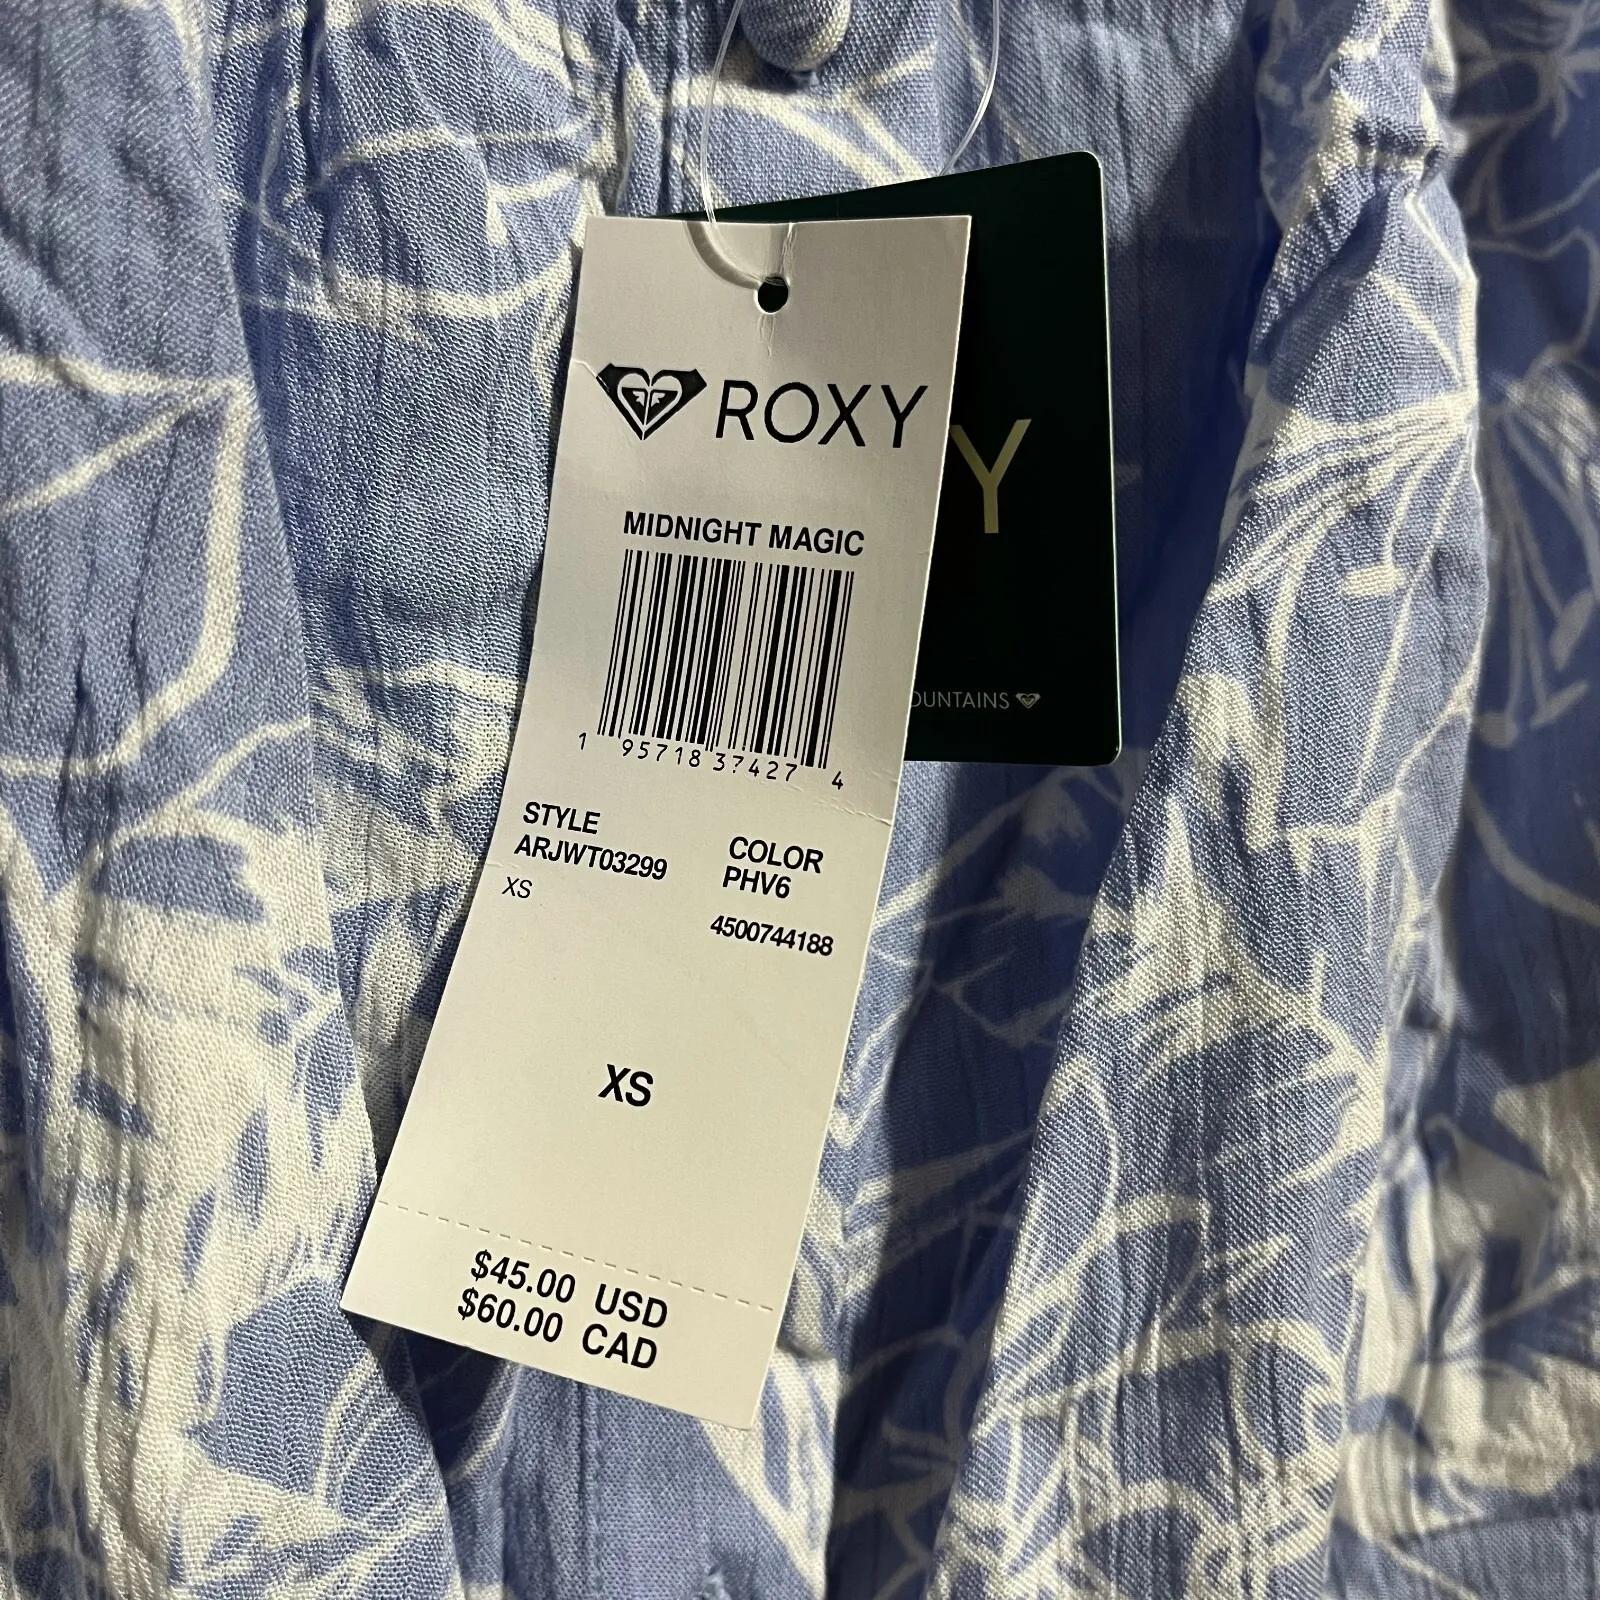 ROXY
Y
MIDNIGHT MAGIC
1 95718 37427 4
OUNTAINS
STYLE
ARJWT03299
XS
COLOR
PHV6
4500744188
XS
$45.00 USD
$60.00 CAD